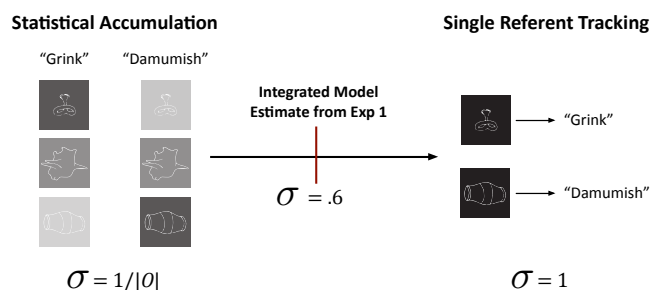 Statistical Accumulation
Single Referent Tracking
“Grink”
“Damumish”
Integrated Model
Estimate from Exp 1
“Grink”
“Damumish”
σ = .6
σ = 1/|O|
σ = 1